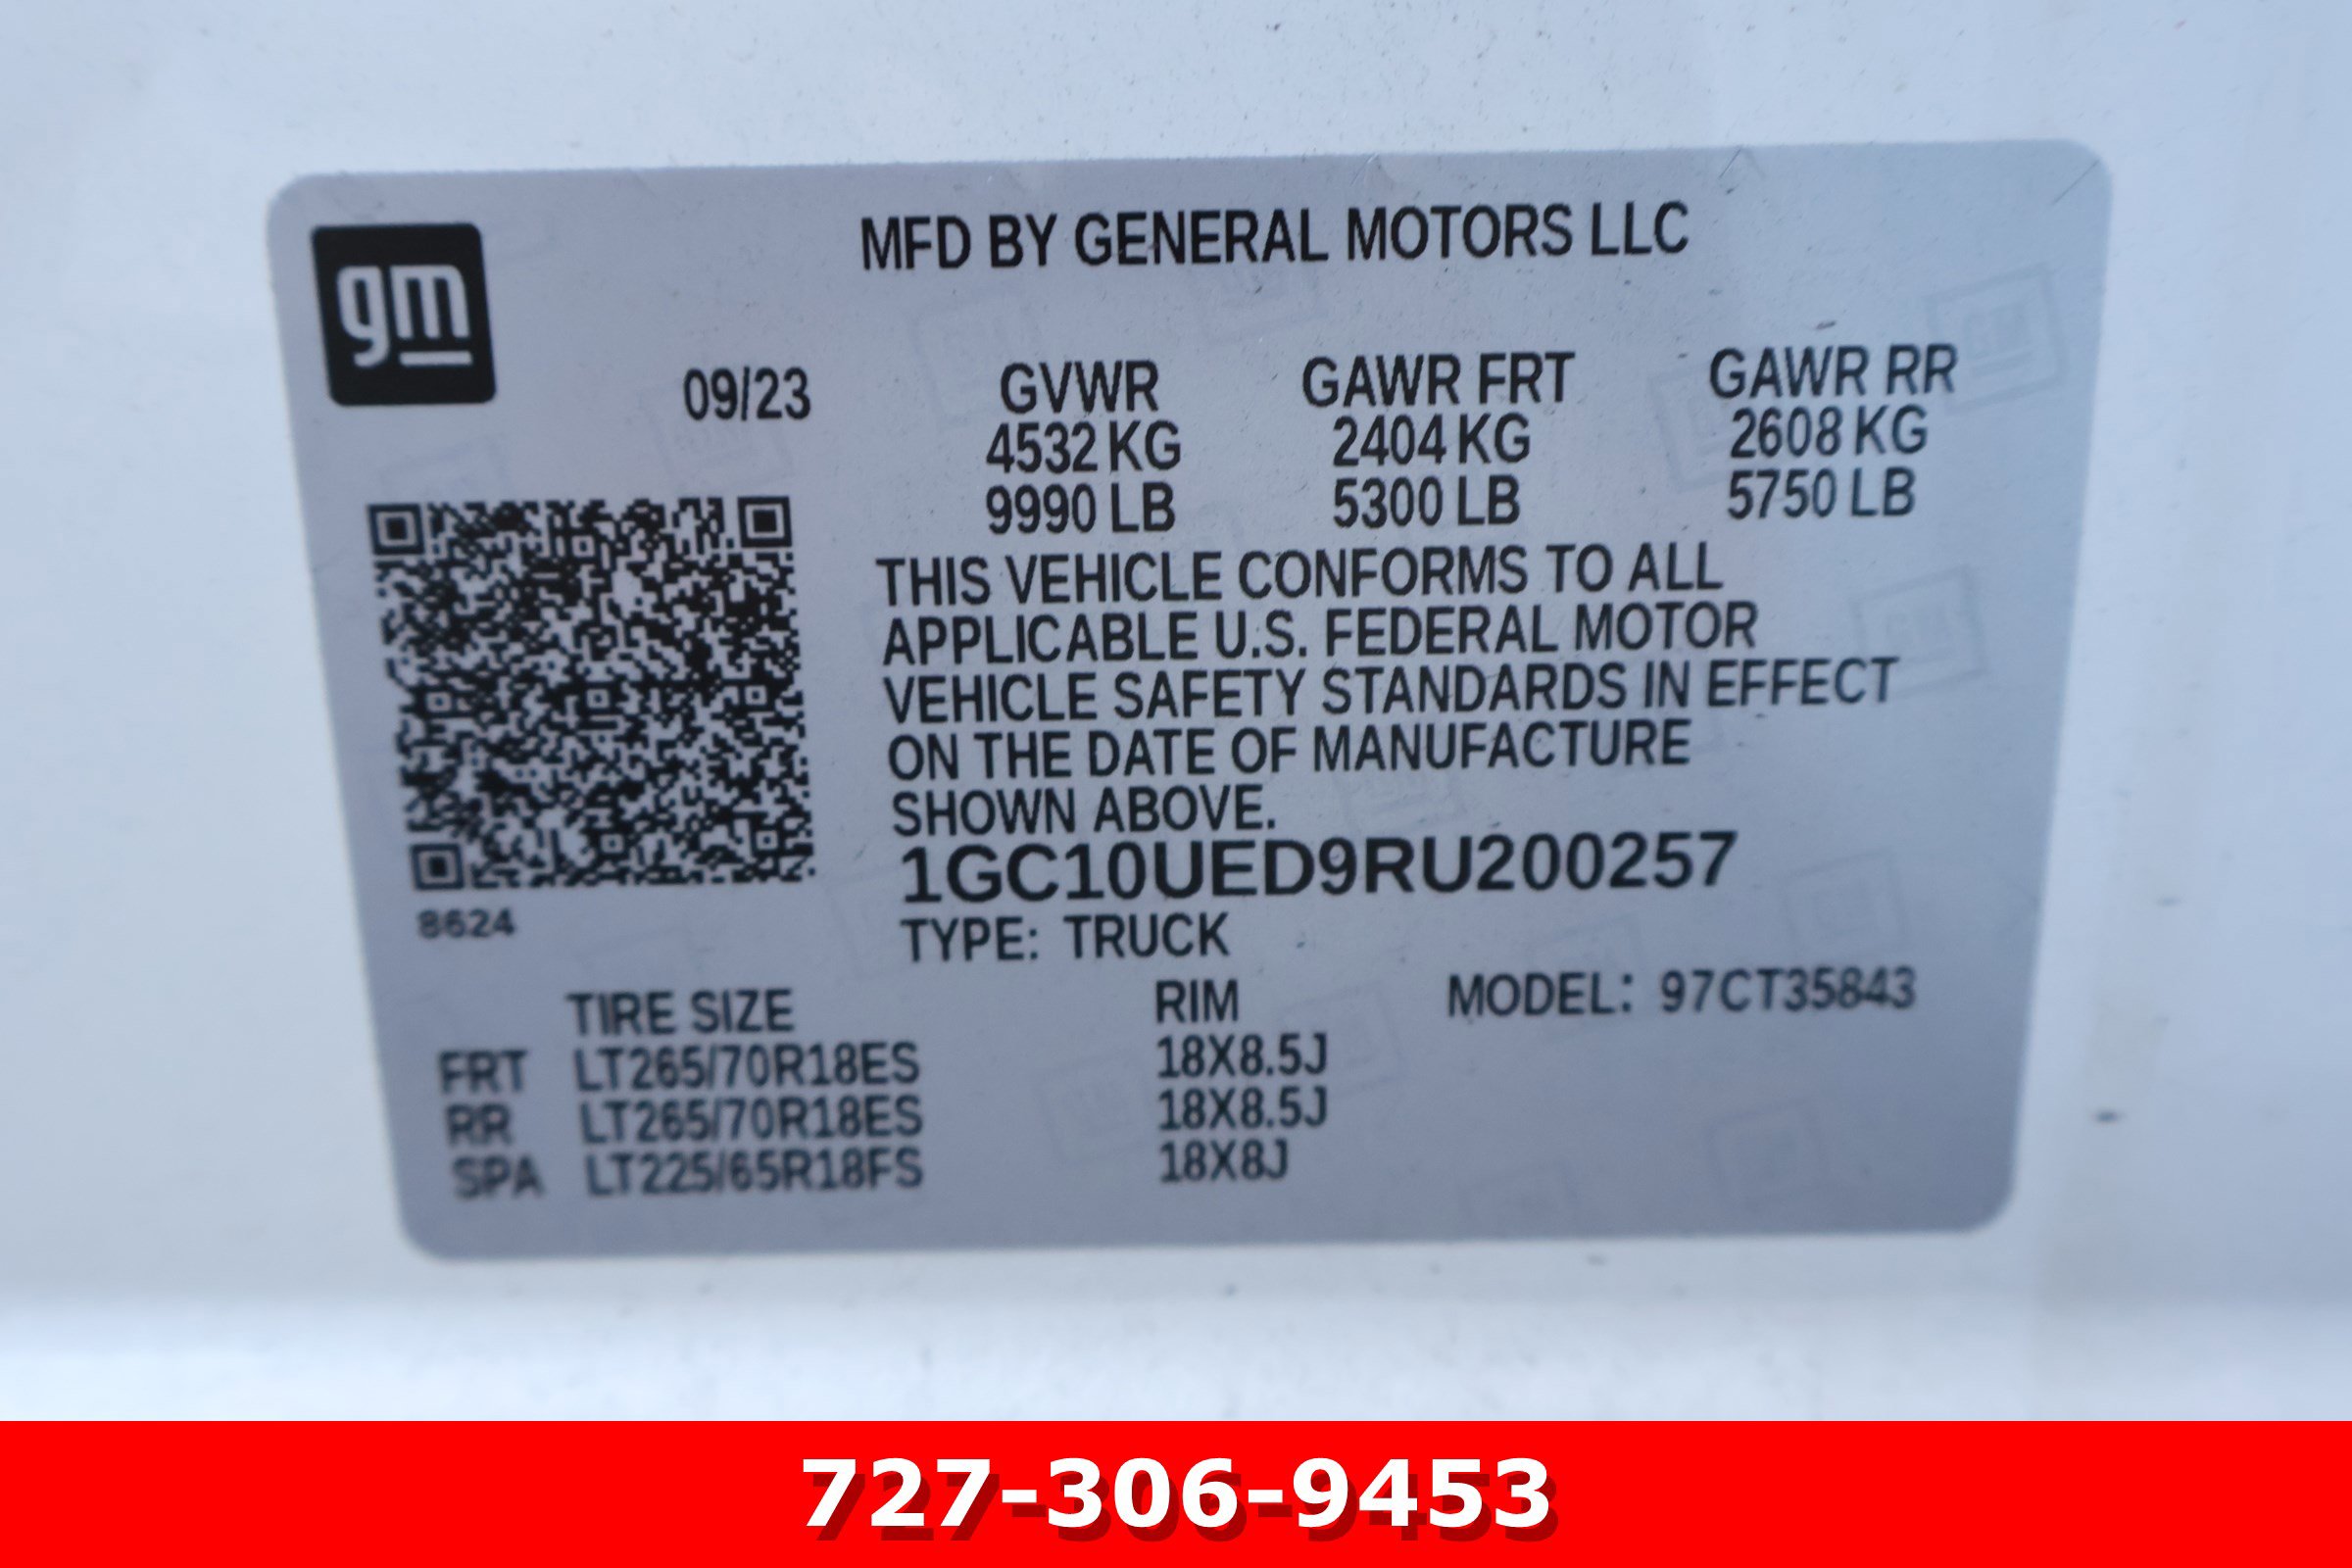 MFD BY GENERAL MOTORS LLC
gm
09/23 GVWR GAWR FRT GAWR RR
4532 KG 2404 KG 2608 KG
9990 LB 5300 LB 5750 LB
THIS VEHICLE CONFORMS TO ALL
APPLICABLE U.S. FEDERAL MOTOR
VEHICLE SAFETY STANDARDS IN EFFECT
ON THE DATE OF MANUFACTURE
SHOWN ABOVE.
1GC10UED9RU200257
8624
TYPE: TRUCK
TIRE SIZE RIM MODEL: 97CT35843
FRT LT265/70R18ES 18X8.5J
RR LT265/70R18ES 18X8.5J
SPA LT225/65R18FS 18X8J
727-306-9453